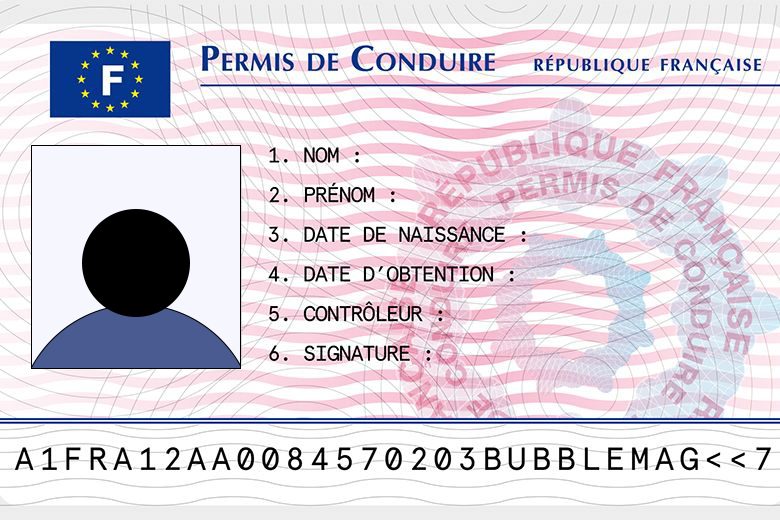 F
PERMIS DE CONDUIRE
RÉPUBLIQUE FRANÇAISE
1. NOM :
2. PRÉNOM :
3. DATE DE NAISSANCE :
4. DATE D'OBTENTION :
5. CONTRÔLEUR :
6. SIGNATURE :
RÉPUBLIQUE FRANÇAISE
PERMIS DE CONDUIRE
A1FRA12AA0084570203BUBBLEMAG<<7